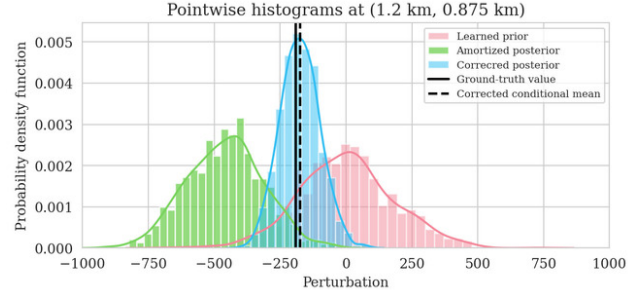 Pointwise histograms at (1.2 km, 0.875 km)
Probability density function
0.005
0.004
0.003
0.002
0.001
0.000
Learned prior
Amortized posterior
Correcred posterior
Ground-truth value
Corrected conditional mean
−1000
−750
−500
−250
0
250
500
750
1000
Perturbation